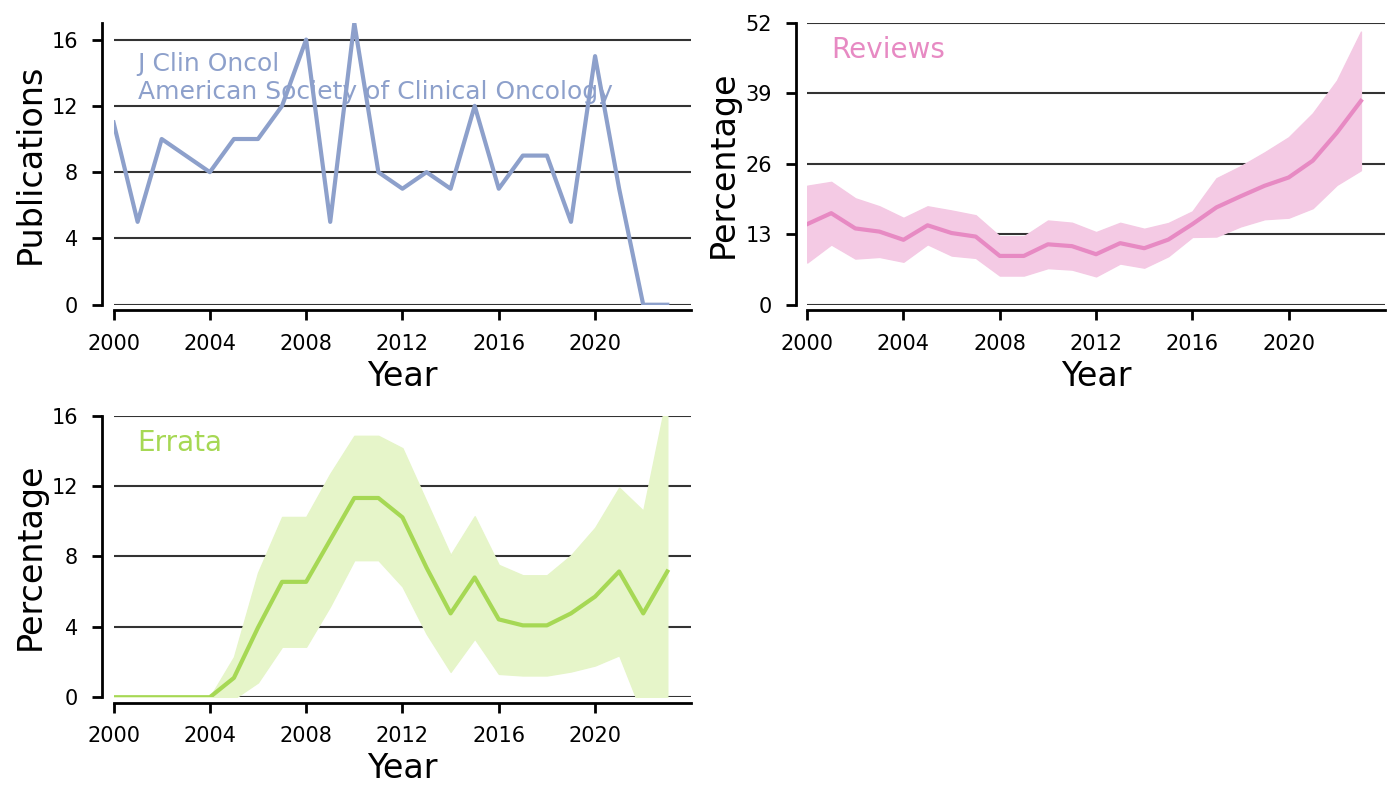 Publications
16
12
8
4
0
J Clin Oncol
American Society of Clinical Oncology
2000 2004 2008 2012 2016 2020
Year
Percentage
52
39
26
13
0
Reviews
2000 2004 2008 2012 2016 2020
Year
Percentage
16
12
8
4
0
Errata
2000 2004 2008 2012 2016 2020
Year